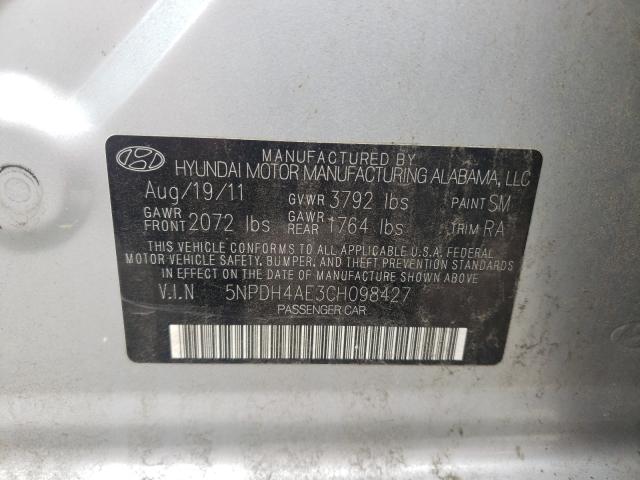 MANUFACTURED BY
HYUNDAI MOTOR MANUFACTURING ALABAMA, LLC
Aug/19/11 GVWR 3792 lbs PAINT SM
GAWR FRONT 2072 lbs GAWR REAR 1764 lbs TRIM RA
THIS VEHICLE CONFORMS TO ALL APPLICABLE U.S.A. FEDERAL
MOTOR VEHICLE SAFETY, BUMPER, AND THEFT PREVENTION STANDARDS
IN EFFECT ON THE DATE OF MANUFACTURE SHOWN ABOVE
V.I.N 5NPDH4AE3CH098427
PASSENGER CAR